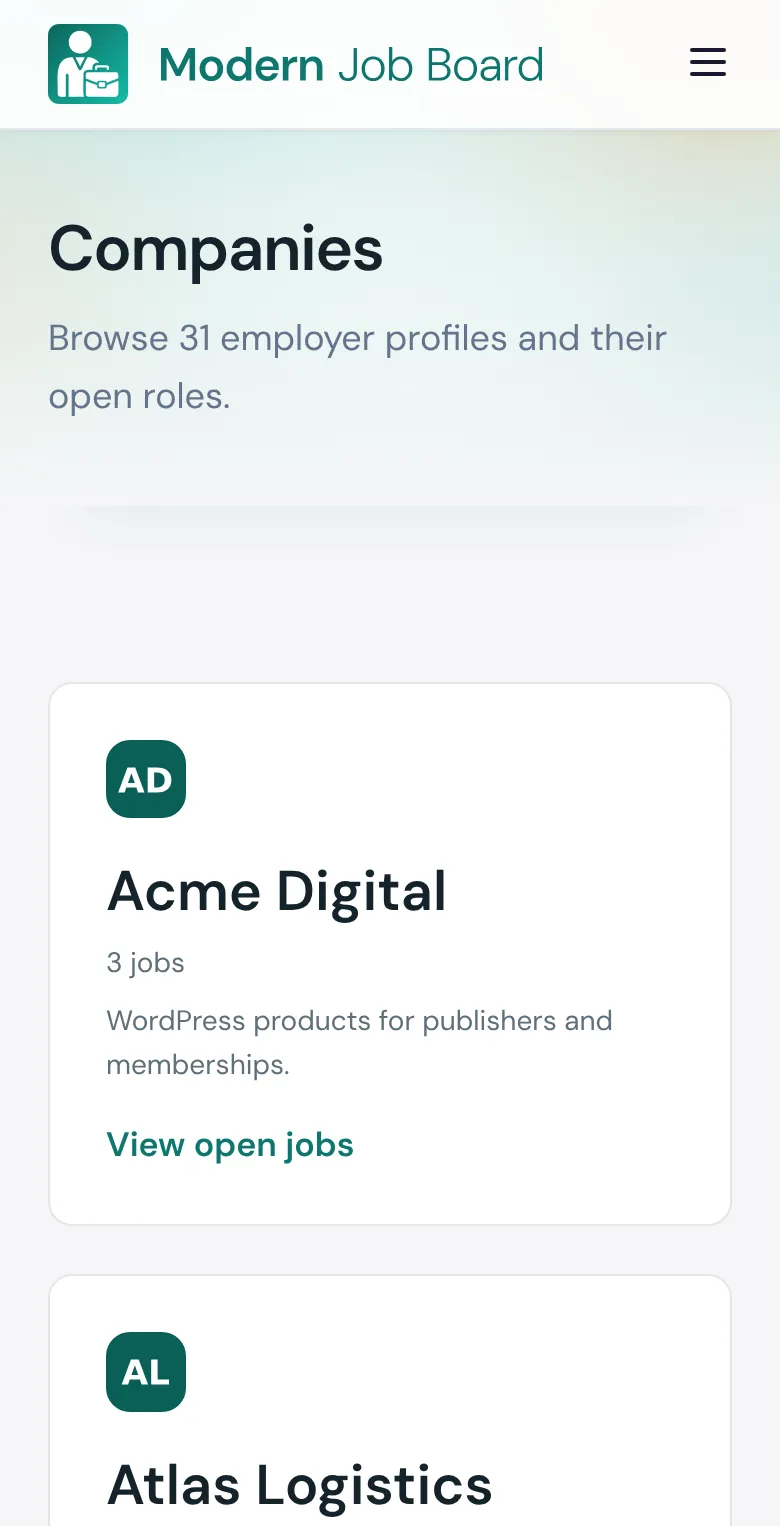 Modern Job Board
Companies
Browse 31 employer profiles and their
open roles.
AD
Acme Digital
3 jobs
WordPress products for publishers and
memberships.
View open jobs
AL
Atlas Logistics